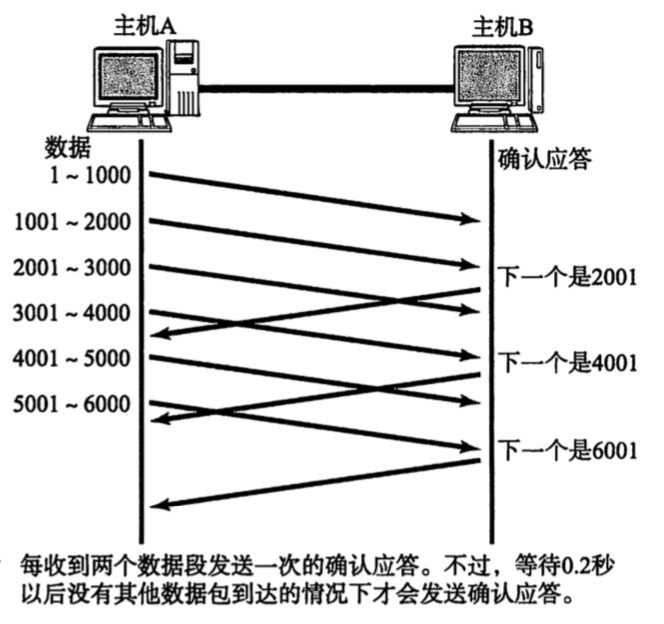 主机A
主机B
数据
确认应答
1~1000
1001~2000
2001~3000
下一个是2001
3001~4000
4001~5000
下一个是4001
5001~6000
下一个是6001
每收到两个数据段发送一次的确认应答。不过，等待0.2秒
以后没有其他数据包到达的情况下才会发送确认应答。